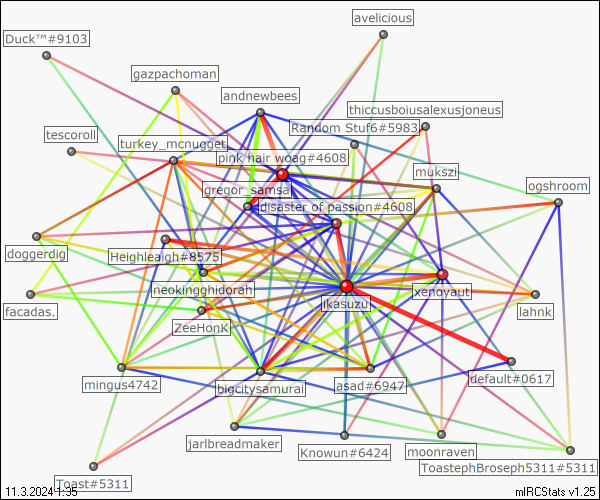 avelicious
Duck™#9103
gazpachoman
andnewbees
thiccusboiusalexusjoneus
Random Stuf6#5983
tescoroll
turkey_mcnugget
pink hair woag#4608
mukszi
ogshroom
gregor_samsa
disaster of passion#4608
doggerdig
Heighleaigh#8575
neokingghidorah
xenoyaut
jikasuzu
lahnk
facadas.
ZeeHonK
mingus4742
bigcitysamurai
asad#6947
default#0617
jarlbreadmaker
Knowun#6424
moonraven
ToastephBroseph5311#5311
Toast#5311
11.3.2024 1:35
mIRCStats v1.25